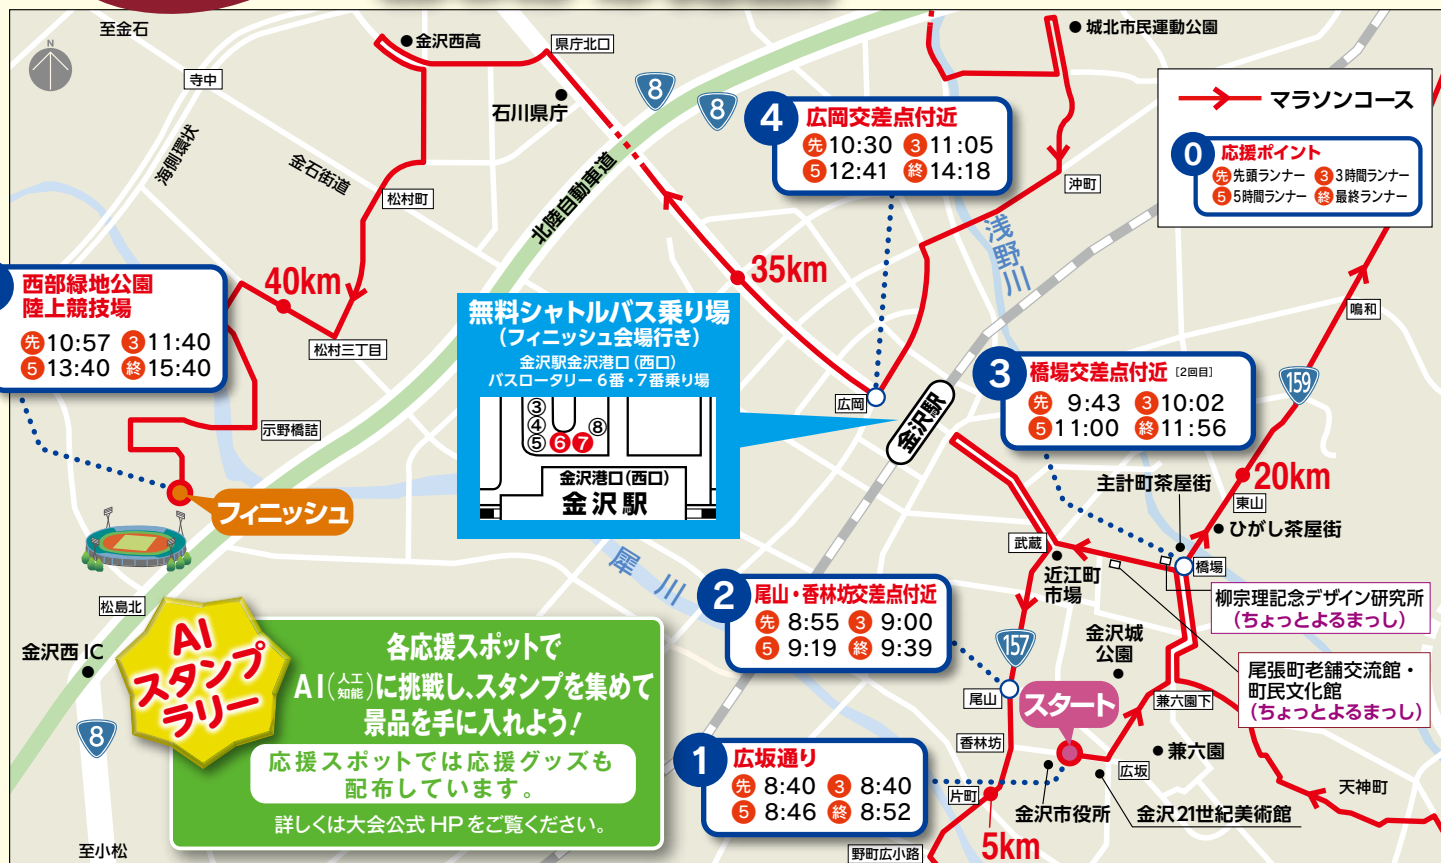 至金石
N
金沢西高
県庁北口
城北市民運動公園
寺中
石川県庁
8
8
海側環状
金石街道
北陸自動車道
松村町
4
広岡交差点付近
先 10:30 3 11:05
5 12:41 終 14:18
マラソンコース
0
応援ポイント
先 先頭ランナー 3 3時間ランナー
5 5時間ランナー 終 最終ランナー
沖町
浅野川
西部緑地公園
陸上競技場
先 10:57 3 11:40
5 13:40 終 15:40
40km
35km
松村三丁目
無料シャトルバス乗り場
(フィニッシュ会場行き)
金沢駅金沢港口(西口)
バスロータリー 6番・7番乗り場
③
④
⑤ ⑥ ⑦ ⑧
金沢港口(西口)
金沢駅
広岡
金沢駅
鳴和
159
3
橋場交差点付近 [2回目]
先 9:43 3 10:02
5 11:00 終 11:56
示野橋詰
フィニッシュ
主計町茶屋街
20km
東山
ひがし茶屋街
武蔵
近江町
市場
橋場
柳宗理記念デザイン研究所
(ちょっとよるまっし)
犀川
松島北
金沢西 IC
8
至小松
2
尾山・香林坊交差点付近
先 8:55 3 9:00
5 9:19 終 9:39
157
金沢城
公園
尾張町老舗交流館・
町民文化館
(ちょっとよるまっし)
尾山
スタート
兼六園下
香林坊
兼六園
広坂
天神町
AI
スタンプ
ラリー
各応援スポットで
AI(人工知能)に挑戦し、スタンプを集めて
景品を手に入れよう!
応援スポットでは応援グッズも
配布しています。
詳しくは大会公式 HP をご覧ください。
1
広坂通り
先 8:40 3 8:40
5 8:46 終 8:52
片町
金沢市役所
金沢21世紀美術館
5km
野町広小路